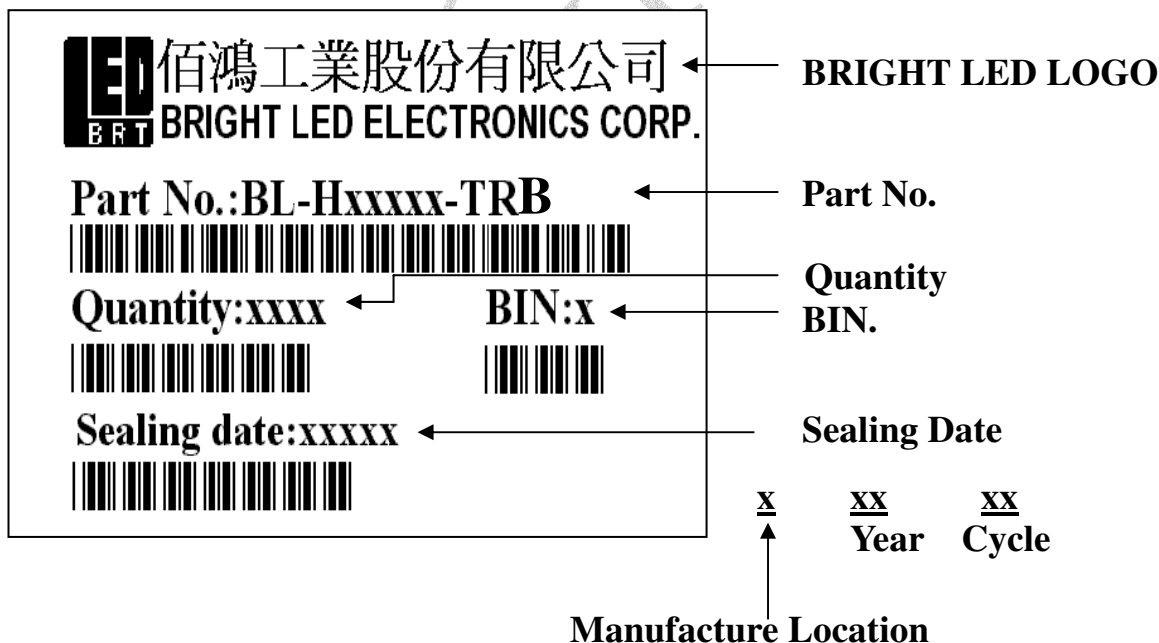 LED 佰鴻工業股份有限公司 BRIGHT LED LOGO
BRT BRIGHT LED ELECTRONICS CORP.
Part No.:BL-Hxxxxx-TRB Part No.
Quantity
Quantity:xxxx BIN:x BIN.
Sealing date:xxxxx Sealing Date
x xx xx
Year Cycle
Manufacture Location